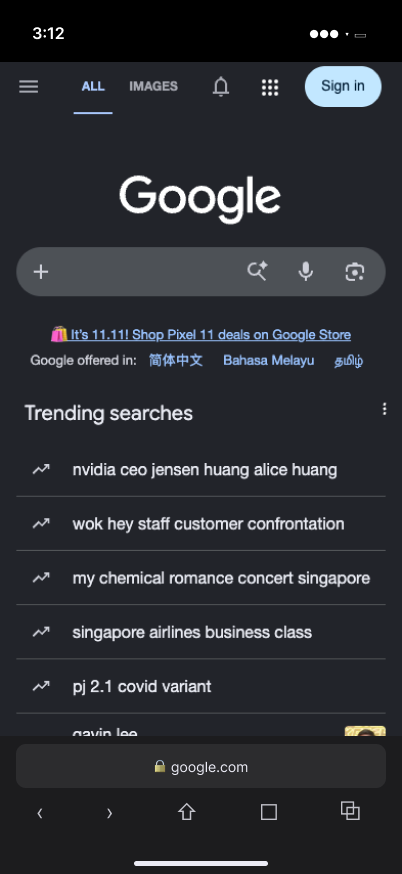 3:12
ALL IMAGES Sign in
Google
It's 11.11! Shop Pixel 11 deals on Google Store
Google offered in: 简体中文 Bahasa Melayu தமிழ்
Trending searches
nvidia ceo jensen huang alice huang
wok hey staff customer confrontation
my chemical romance concert singapore
singapore airlines business class
pj 2.1 covid variant
gavin lee
google.com